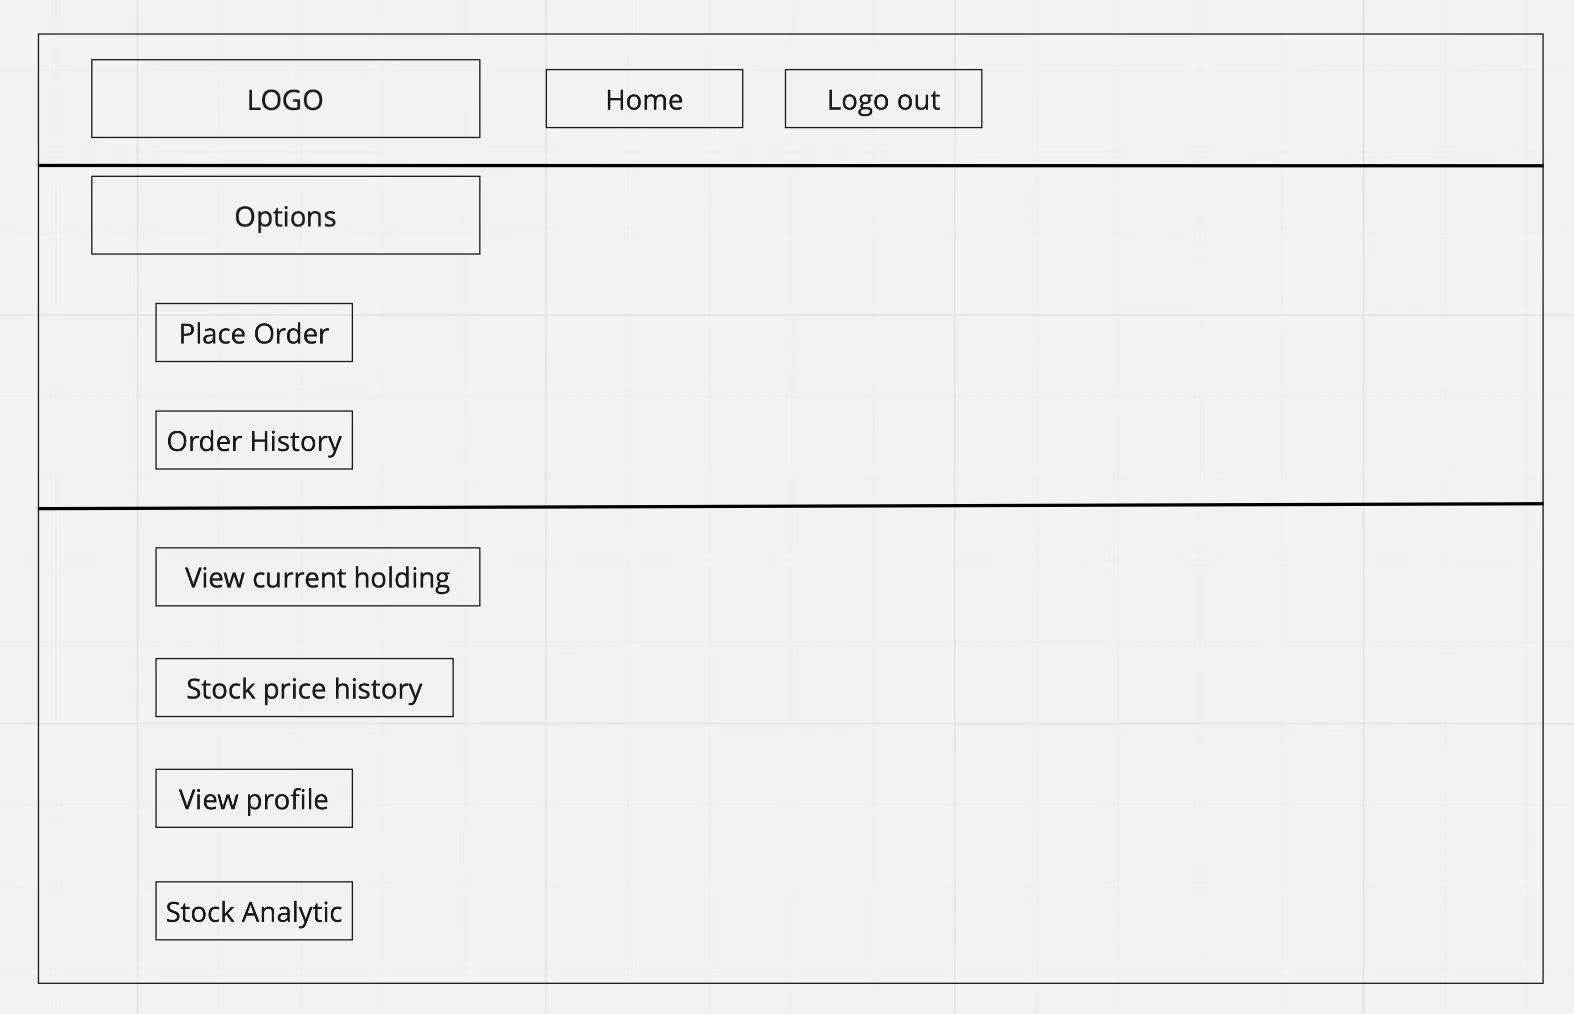 LOGO
Home
Logo out
Options
Place Order
Order History
View current holding
Stock price history
View profile
Stock Analytic